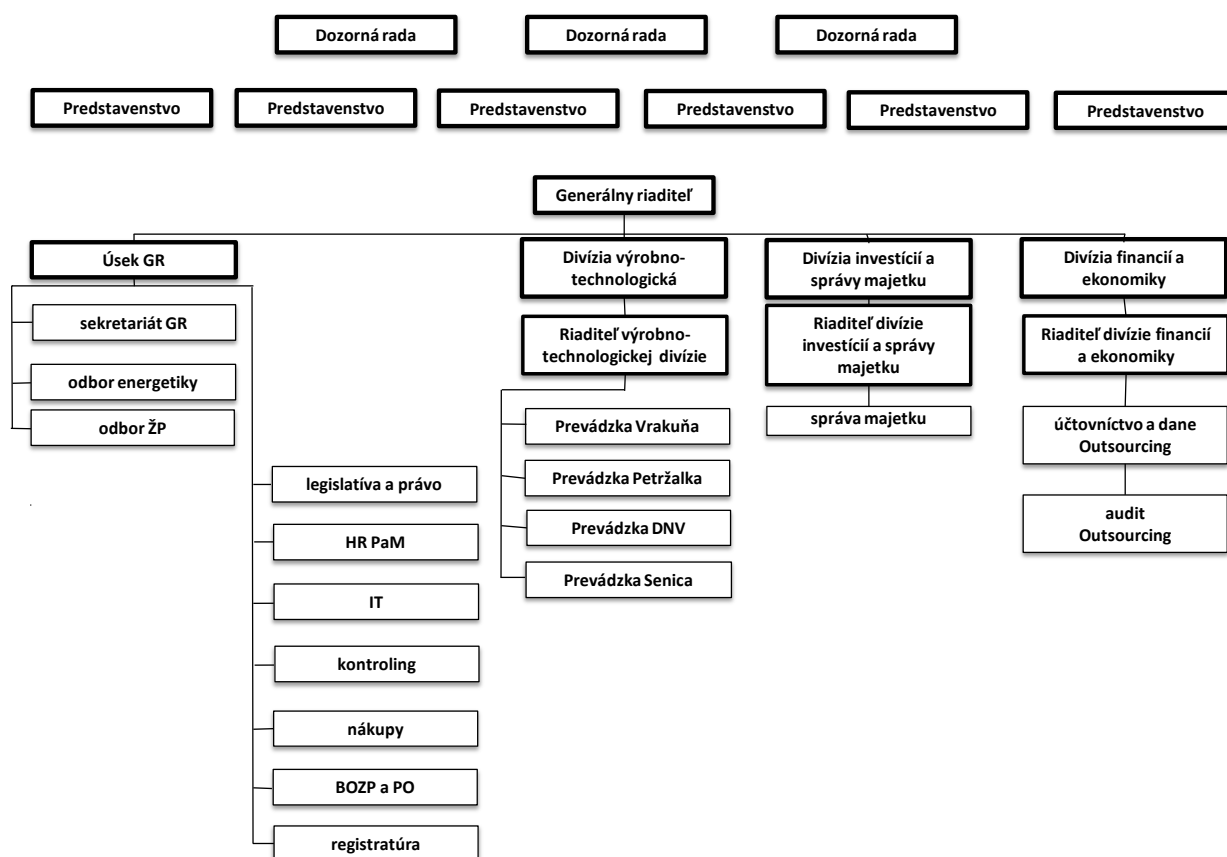 Dozorná rada
Dozorná rada
Dozorná rada
Predstavenstvo
Predstavenstvo
Predstavenstvo
Predstavenstvo
Predstavenstvo
Predstavenstvo
Generálny riaditeľ
Úsek GR
sekretariát GR
odbor energetiky
odbor ŽP
legislatíva a právo
HR PaM
IT
kontroling
nákupy
BOZP a PO
registratúra
Divízia výrobno-
technologická
Riaditeľ výrobno-
technologickej divízie
Prevádzka Vrakuňa
Prevádzka Petržalka
Prevádzka DNV
Prevádzka Senica
Divízia investícií a
správy majetku
Riaditeľ divízie
investícií a správy
majetku
správa majetku
Divízia financií a
ekonomiky
Riaditeľ divízie financií
a ekonomiky
účtovníctvo a dane
Outsourcing
audit
Outsourcing